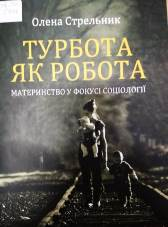 Олена Стрельник
ТУРБОТА
ЯК РОБОТА
МАТЕРИНСТВО У ФОКУСІ СОЦІОЛОГІЇ